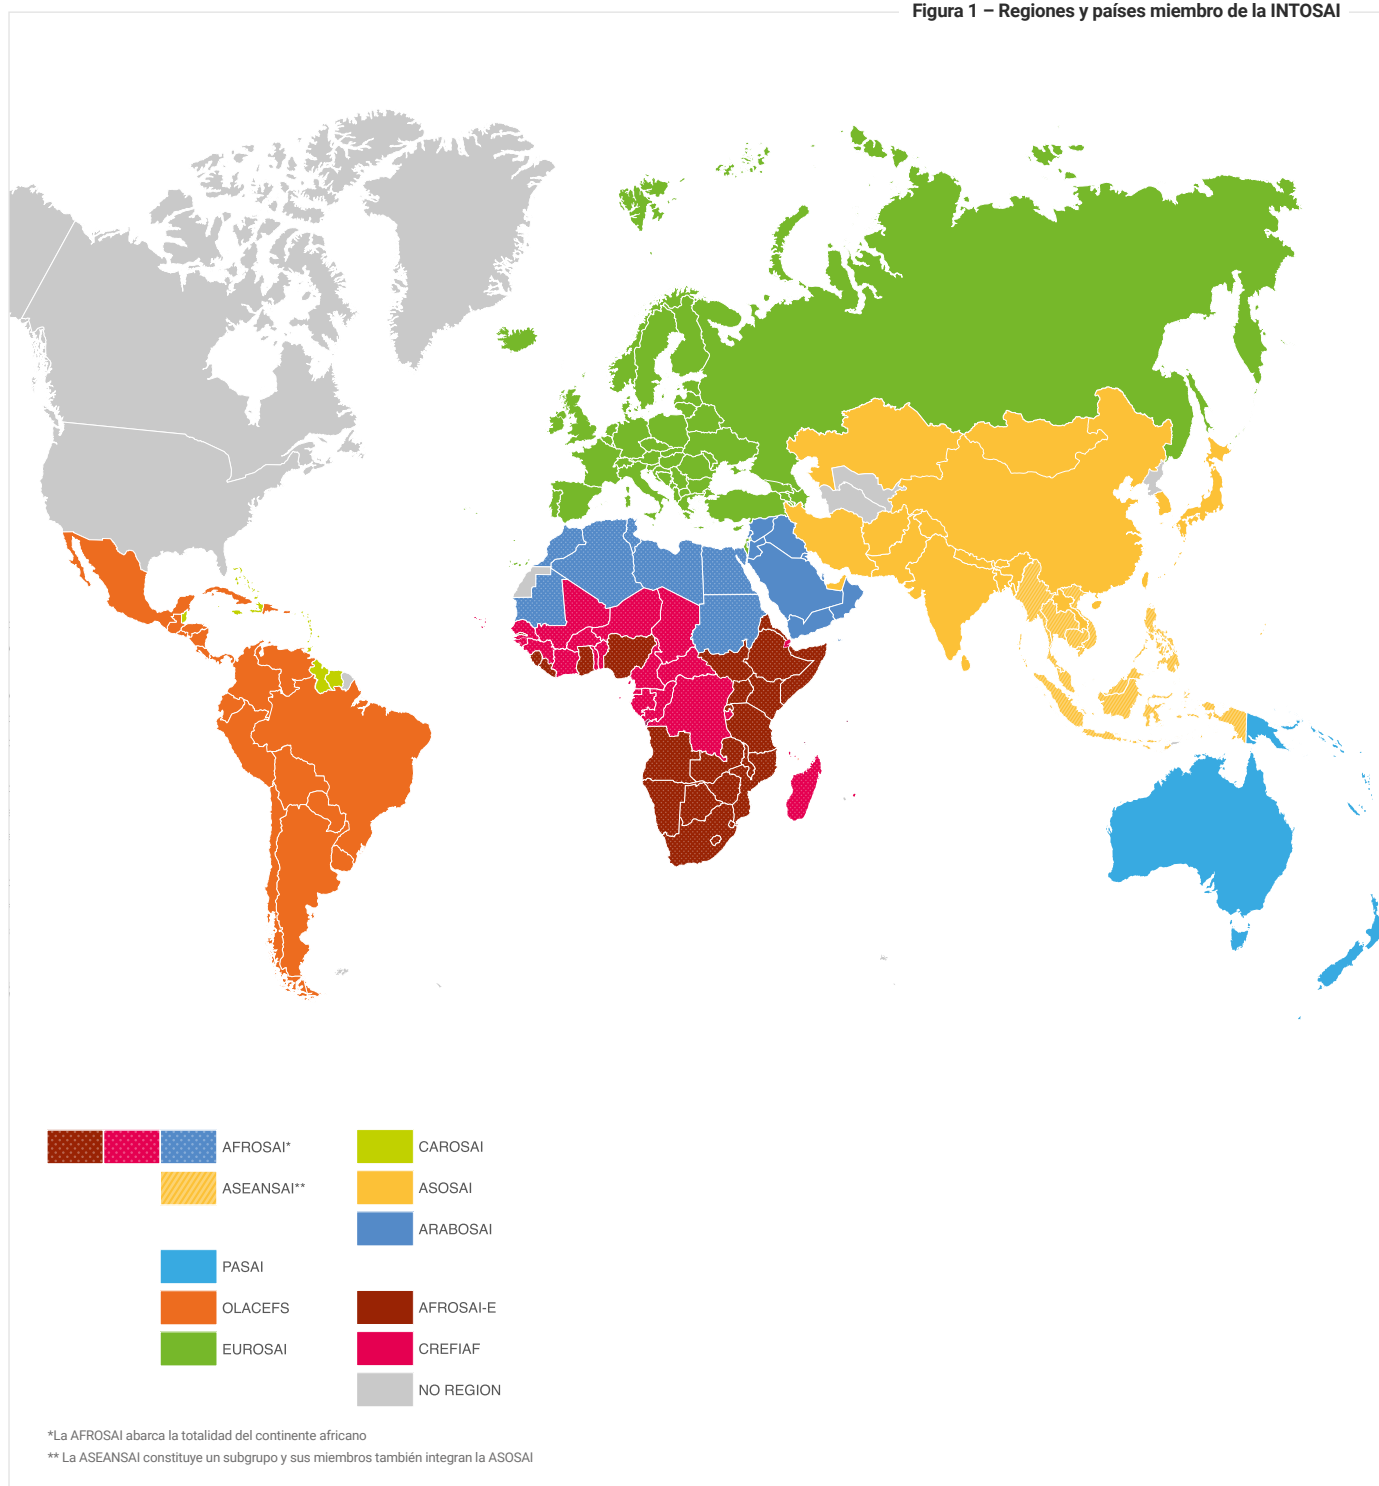 Figura 1 – Regiones y países miembro de la INTOSAI
AFROSAI*
CAROSAI
ASEANSAI**
ASOSAI
ARABOSAI
PASAI
OLACEFS
AFROSAI-E
EUROSAI
CREFIAF
NO REGION
*La AFROSAI abarca la totalidad del continente africano
** La ASEANSAI constituye un subgrupo y sus miembros también integran la ASOSAI